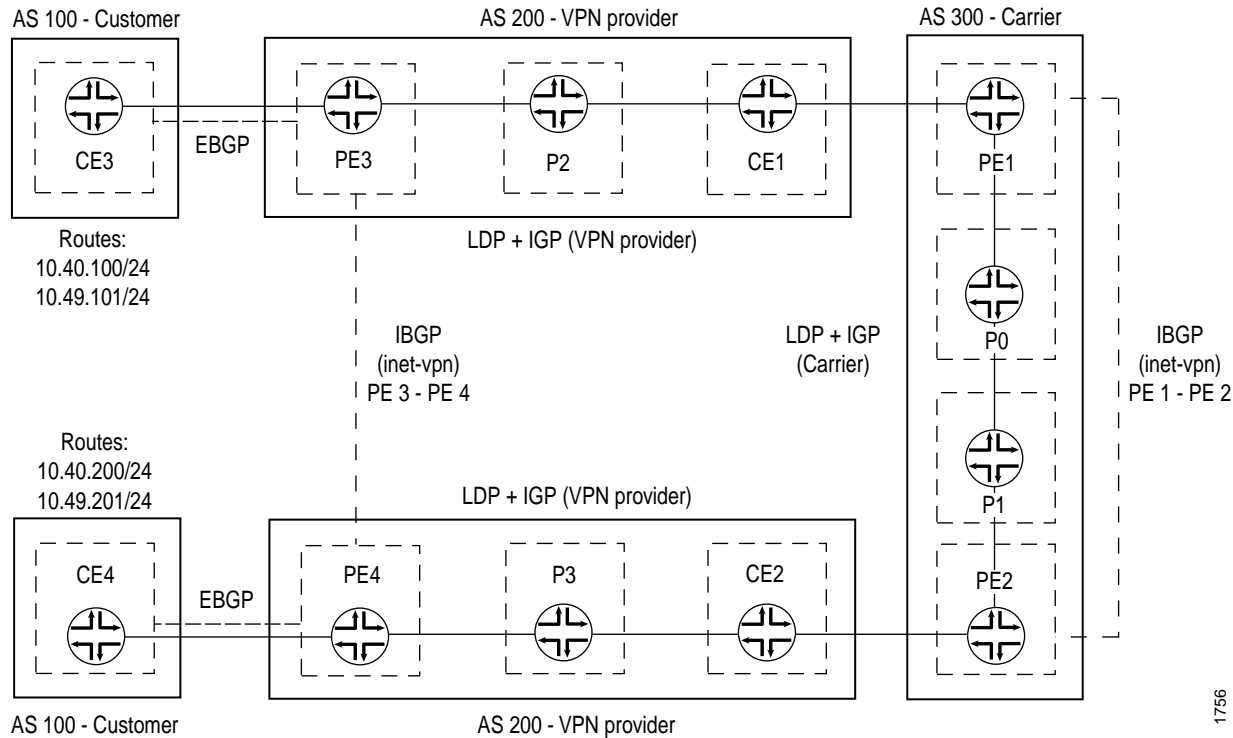 AS 100 - Customer
AS 200 - VPN provider
AS 300 - Carrier
CE3
EBGP
PE3
P2
CE1
PE1
Routes:
10.40.100/24
10.49.101/24
LDP + IGP (VPN provider)
P0
IBGP
(inet-vpn)
PE 3 - PE 4
LDP + IGP
(Carrier)
IBGP
(inet-vpn)
PE 1 - PE 2
Routes:
10.40.200/24
10.49.201/24
LDP + IGP (VPN provider)
P1
CE4
EBGP
PE4
P3
CE2
PE2
AS 100 - Customer
AS 200 - VPN provider
1756